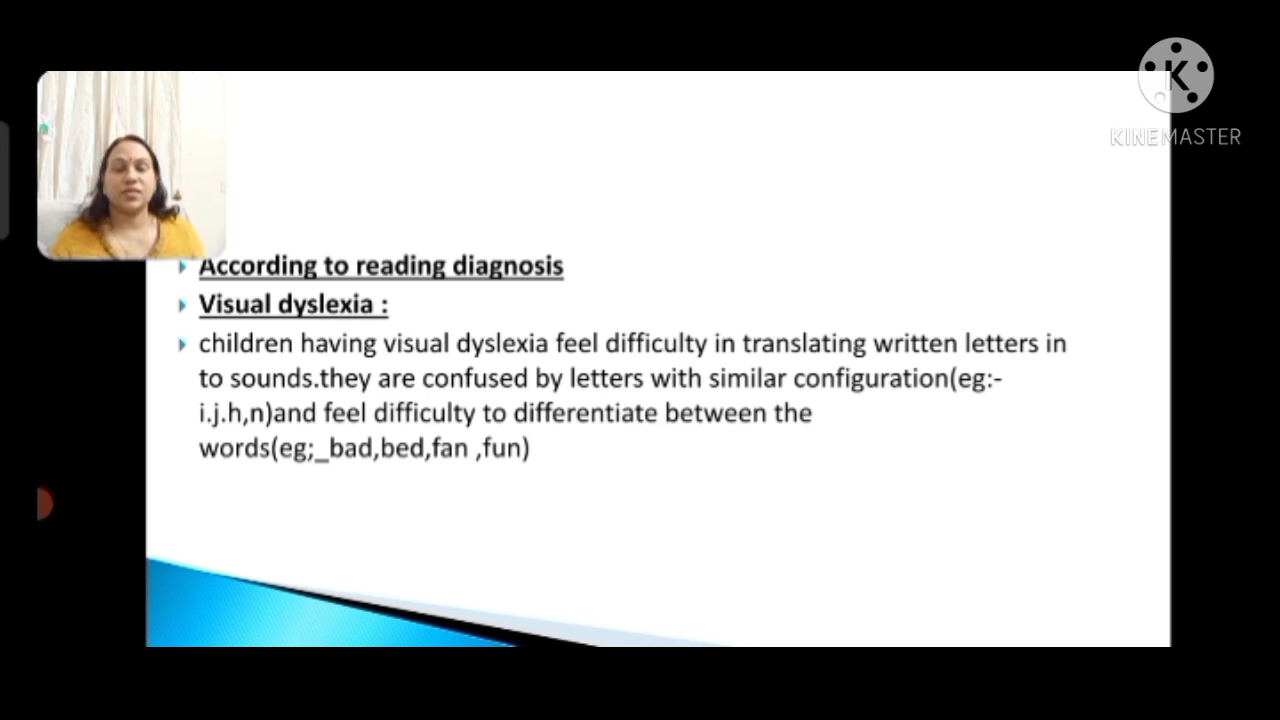 KINEMASTER
According to reading diagnosis
Visual dyslexia :
children having visual dyslexia feel difficulty in translating written letters in
to sounds.they are confused by letters with similar configuration(eg:-
i.j.h,n)and feel difficulty to differentiate between the
words(eg;_bad,bed,fan ,fun)